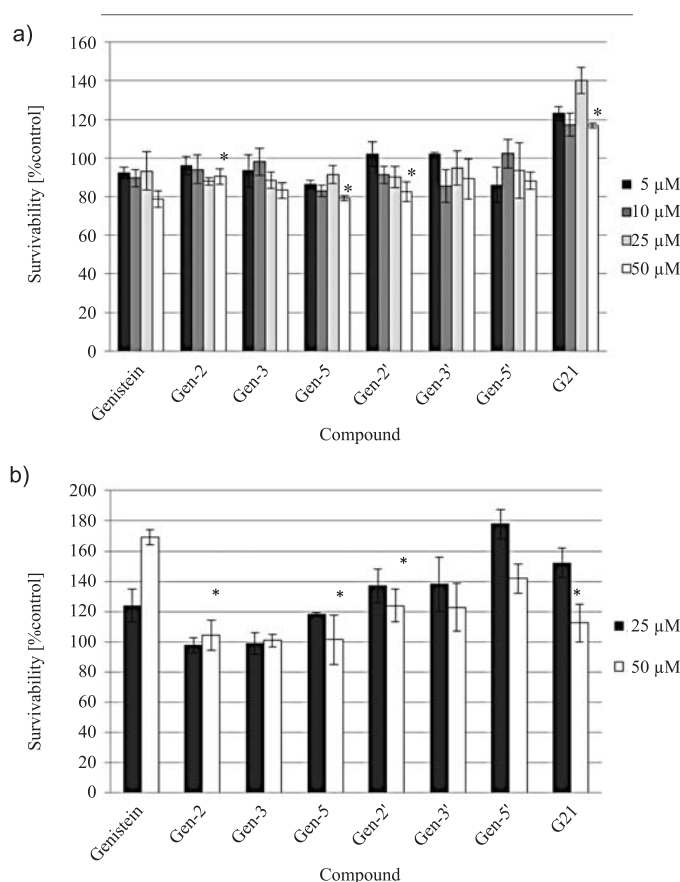 a)
160
140
120
100
80
60
40
20
0
Survivability [%control]
*
*
*
*
5 µM
10 µM
25 µM
50 µM
Genistein
Gen-2
Gen-3
Gen-5
Gen-2'
Gen-3'
Gen-5'
G21
Compound
b)
200
180
160
140
120
100
80
60
40
20
0
Survivability [%control]
*
*
*
*
25 µM
50 µM
Genistein
Gen-2
Gen-3
Gen-5
Gen-2'
Gen-3'
Gen-5'
G21
Compound